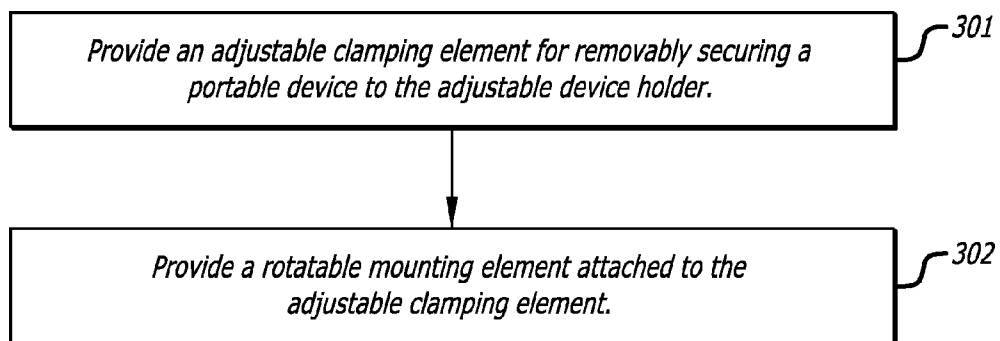 301
Provide an adjustable clamping element for removably securing a
portable device to the adjustable device holder.
302
Provide a rotatable mounting element attached to the
adjustable clamping element.